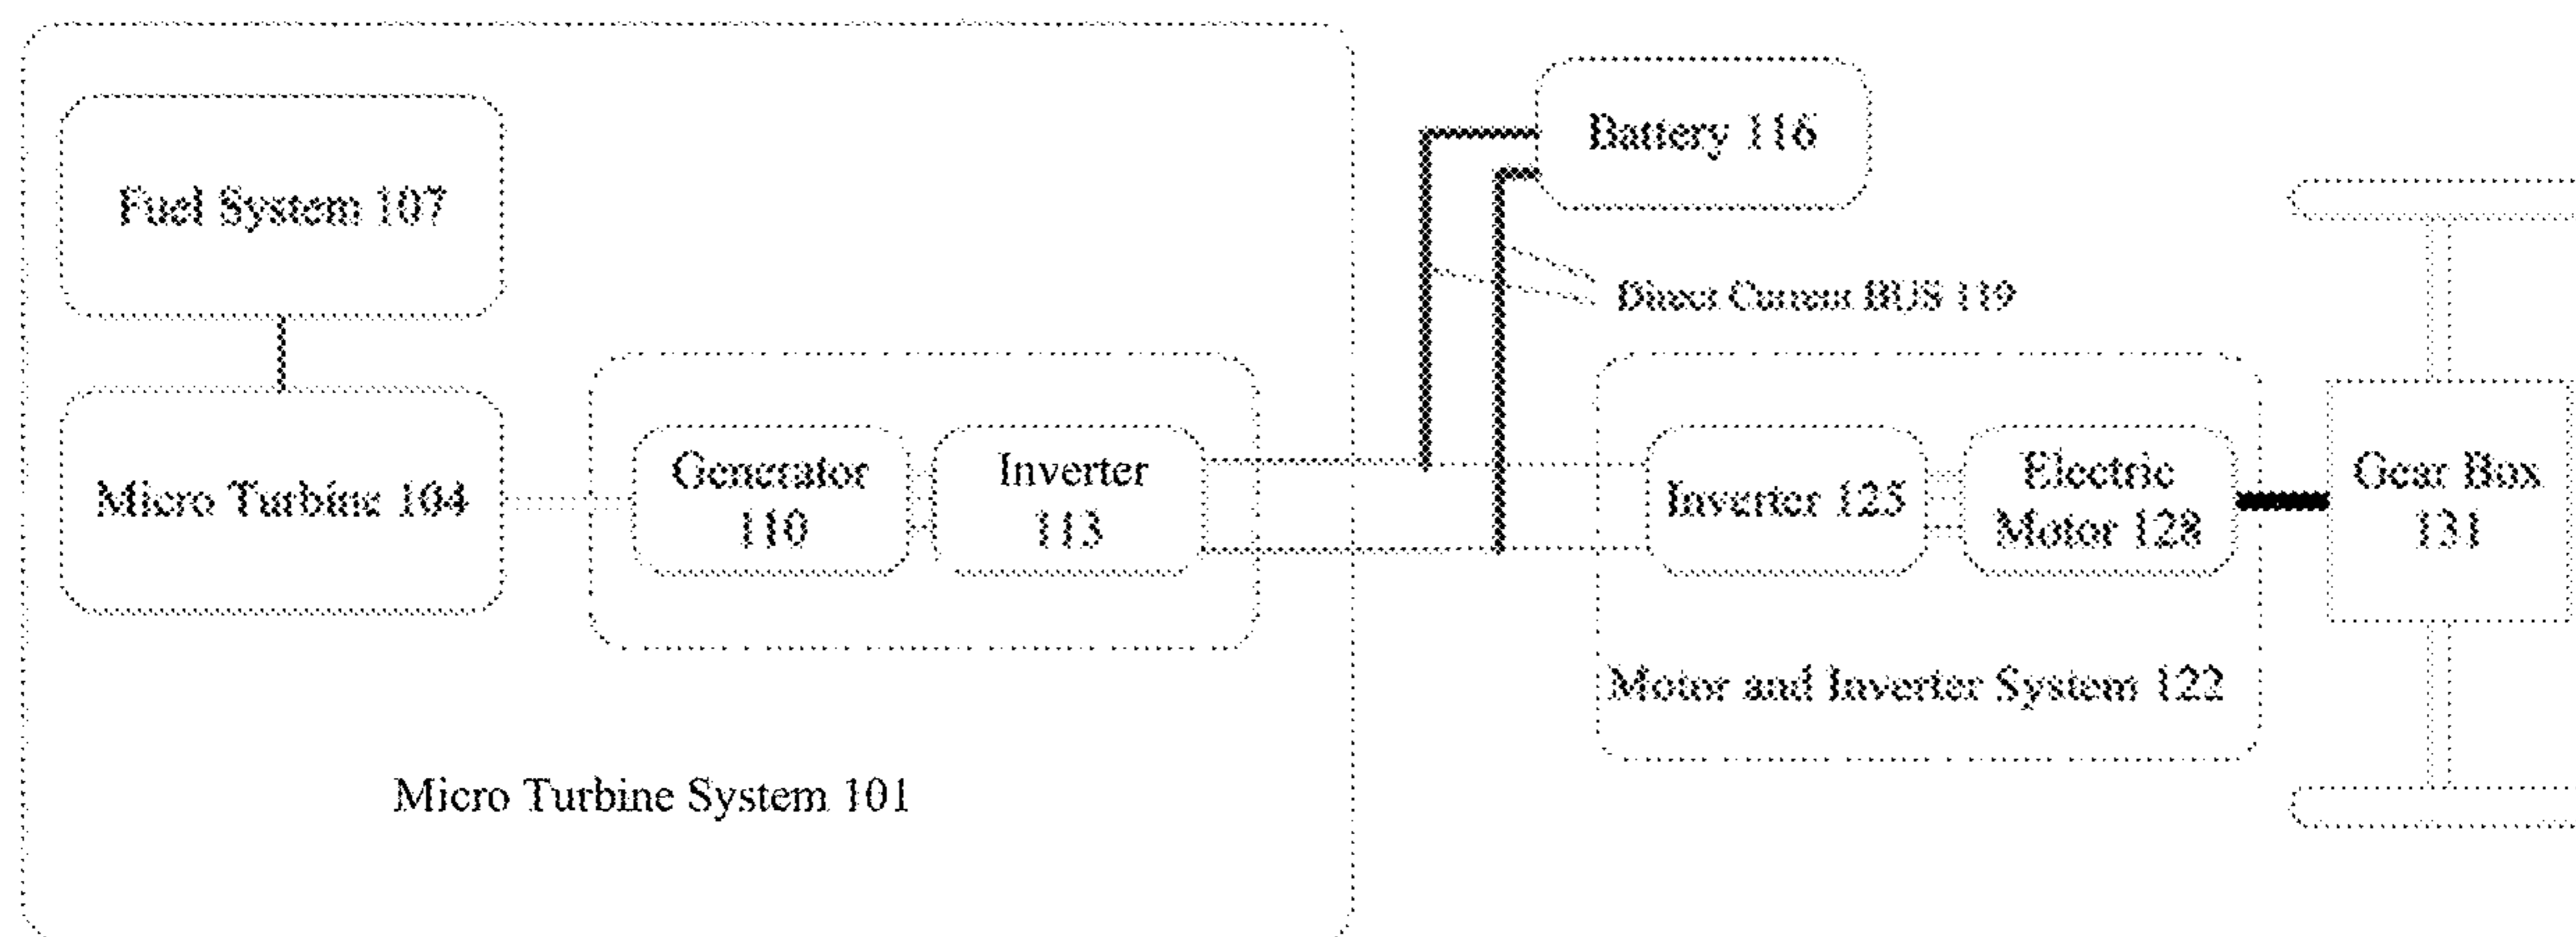 Battery 116
Fuel System 107
Direct Current BUS 119
Micro Turbine 104
Generator
110
Inverter
113
Inverter 125
Electric
Motor 128
Gear Box
131
Motor and Inverter System 122
Micro Turbine System 101